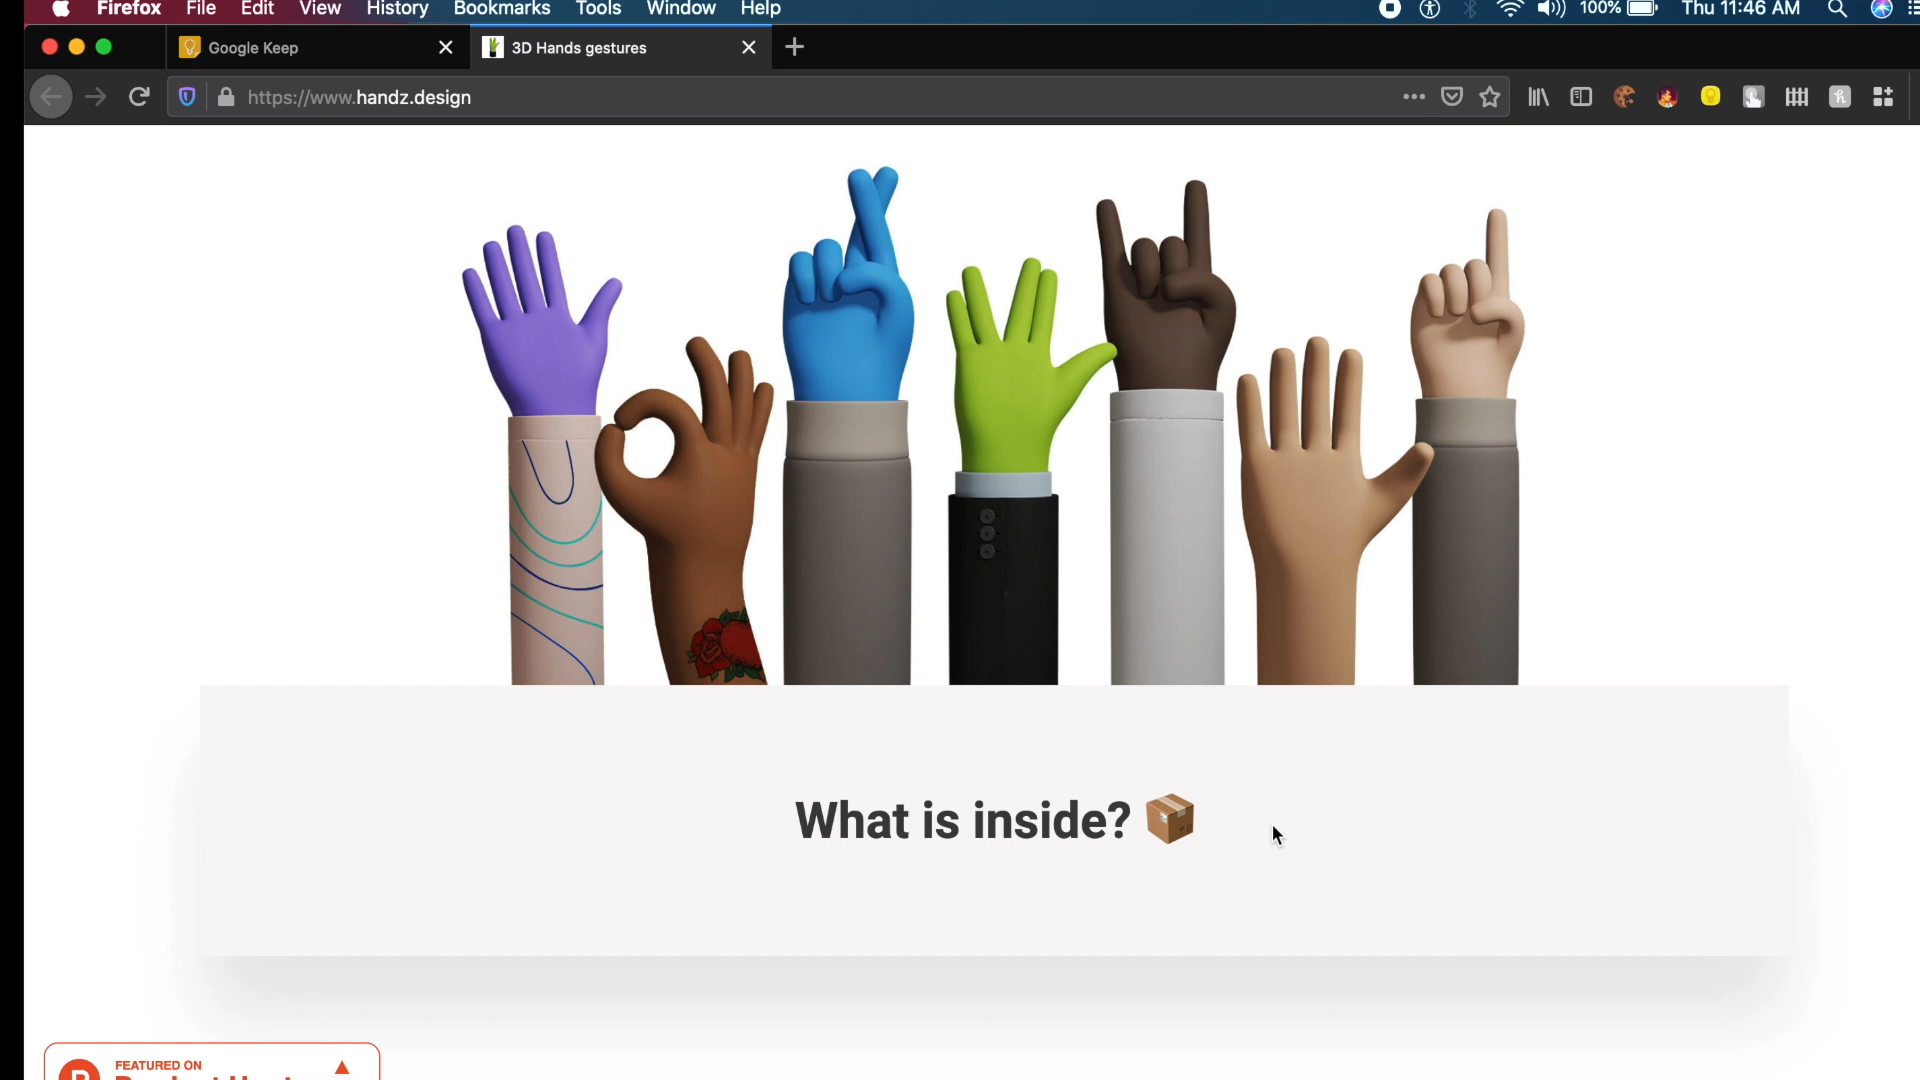 Firefox File Edit View History Bookmarks Tools Window Help 100% Thu 11:46 AM
Google Keep 3D Hands gestures
https://www.handz.design
What is inside?
FEATURED ON